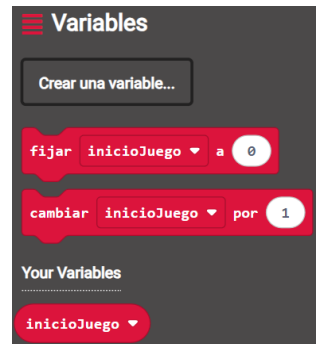 Variables
Crear una variable...
fijar inicioJuego a 0
cambiar inicioJuego por 1
Your Variables
inicioJuego